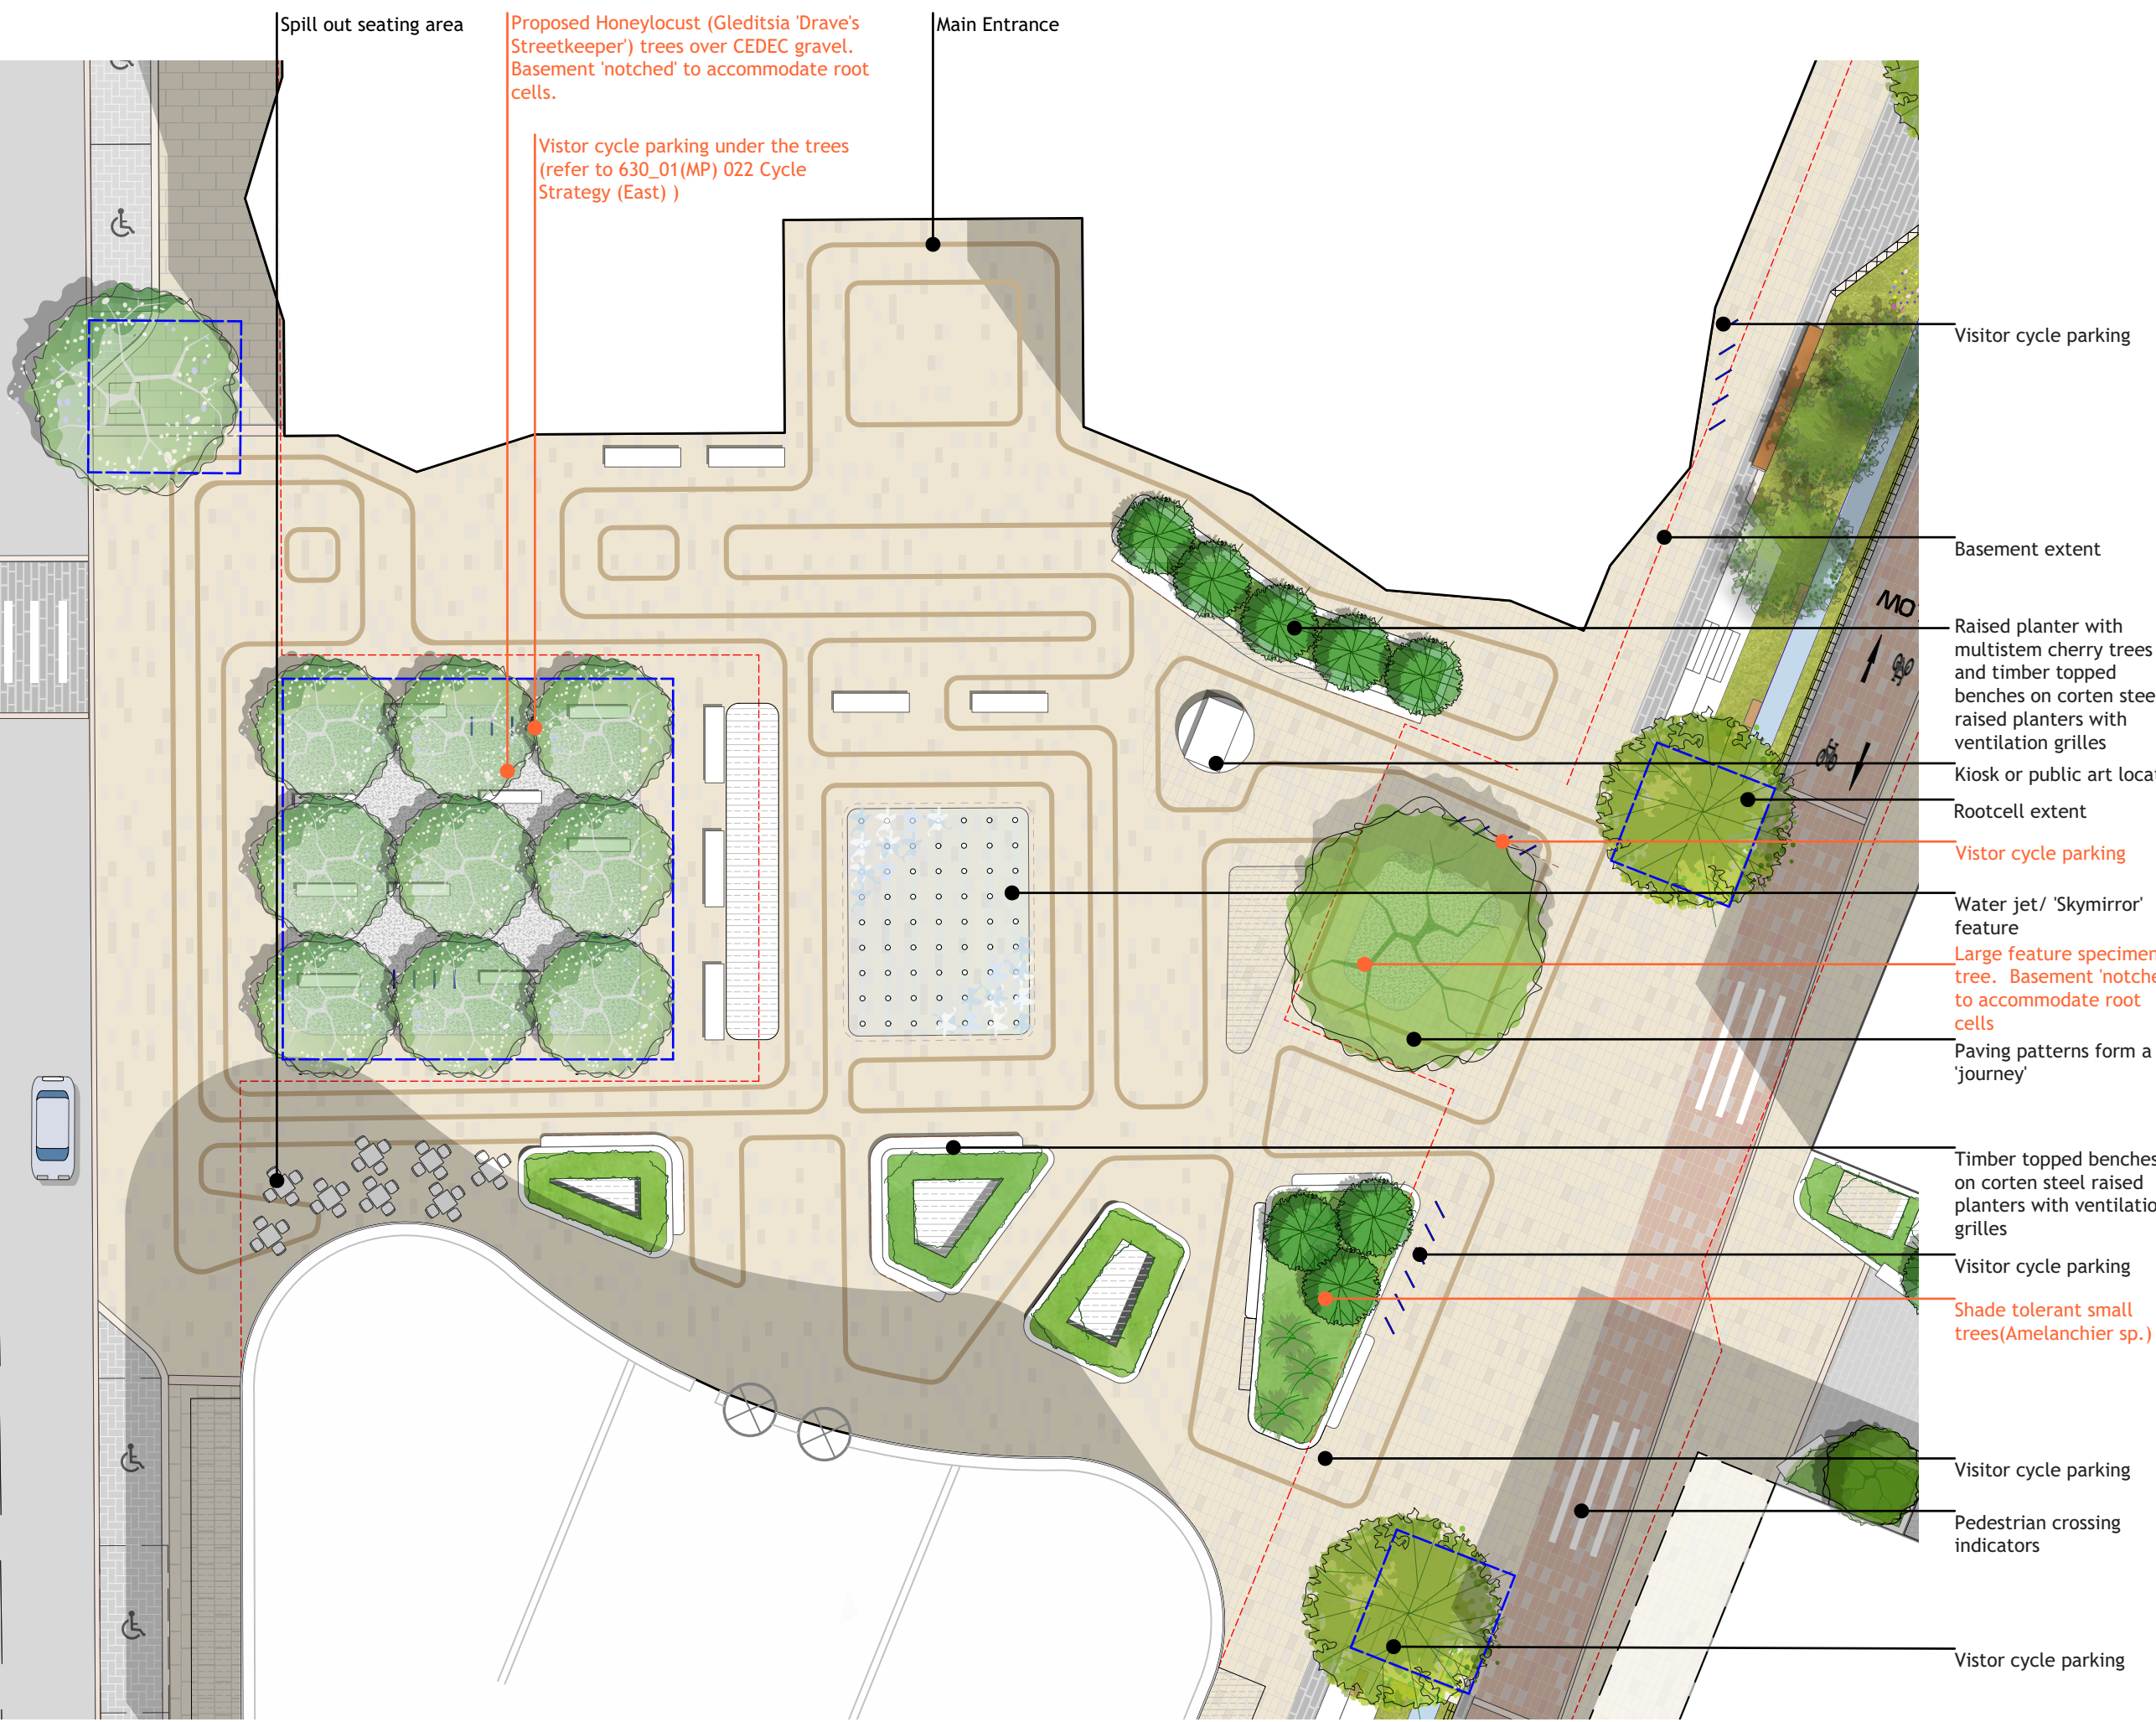 Spill out seating area
Proposed Honeylocust (Gleditsia 'Drave's
Streetkeeper') trees over CEDEC gravel.
Basement 'notched' to accommodate root
cells.
Main Entrance
Vistor cycle parking under the trees
(refer to 630_01(MP) 022 Cycle
Strategy (East) )
Visitor cycle parking
Basement extent
Raised planter with
multistem cherry trees
and timber topped
benches on corten stee
raised planters with
ventilation grilles
Kiosk or public art loca
Rootcell extent
Vistor cycle parking
Water jet/ 'Skymirror'
feature
Large feature specimen
tree.  Basement 'notche
to accommodate root
cells
Paving patterns form a
'journey'
Timber topped benches
on corten steel raised
planters with ventilatio
grilles
Visitor cycle parking
Shade tolerant small
trees(Amelanchier sp.)
Visitor cycle parking
Pedestrian crossing
indicators
Vistor cycle parking